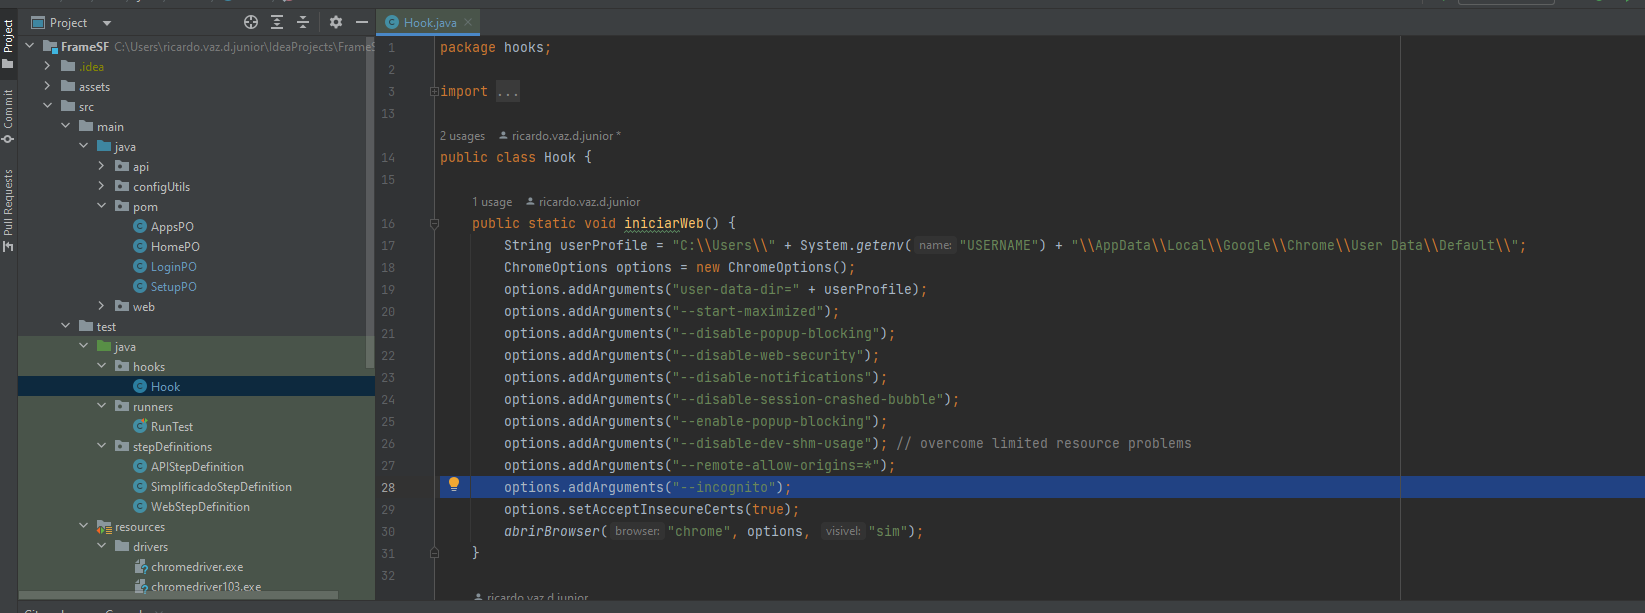 Project
Hook.java
Project
Commit
Pull Requests
FrameSF C:\Users\ricardo.vaz.d.junior\IdeaProjects\FrameS
.idea
assets
src
main
java
api
configUtils
pom
AppsPO
HomePO
LoginPO
SetupPO
web
test
java
hooks
Hook
runners
RunTest
stepDefinitions
APIStepDefinition
SimplificadoStepDefinition
WebStepDefinition
resources
drivers
chromedriver.exe
chromedriver103.exe
1 package hooks;
2
3 import ...
13
2 usages ricardo.vaz.d.junior *
14 public class Hook {
15
1 usage ricardo.vaz.d.junior
16 public static void iniciarWeb() {
17 String userProfile = "C:\\Users\\" + System.getenv( name: "USERNAME") + "\\AppData\\Local\\Google\\Chrome\\User Data\\Default\\";
18 ChromeOptions options = new ChromeOptions();
19 options.addArguments("user-data-dir=" + userProfile);
20 options.addArguments("--start-maximized");
21 options.addArguments("--disable-popup-blocking");
22 options.addArguments("--disable-web-security");
23 options.addArguments("--disable-notifications");
24 options.addArguments("--disable-session-crashed-bubble");
25 options.addArguments("--enable-popup-blocking");
26 options.addArguments("--disable-dev-shm-usage"); // overcome limited resource problems
27 options.addArguments("--remote-allow-origins=*");
28 options.addArguments("--incognito");
29 options.setAcceptInsecureCerts(true);
30 abrirBrowser( browser: "chrome", options, visivel: "sim");
31 }
32
ricardo.vaz.d.junior